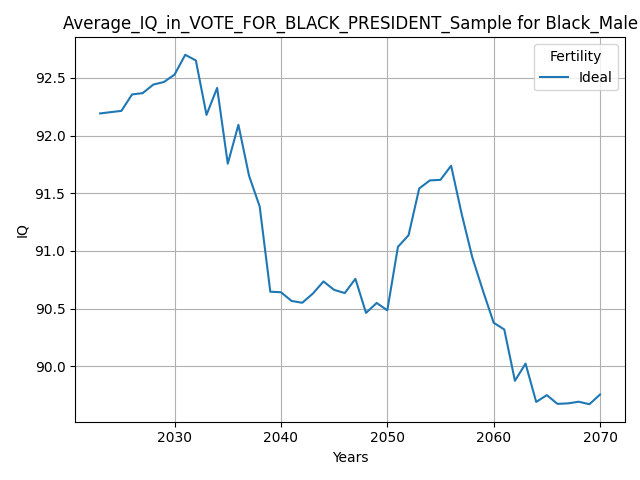 Average_IQ_in_VOTE_FOR_BLACK_PRESIDENT_Sample for Black_Male
Fertility
Ideal
92.5
92.0
91.5
91.0
90.5
90.0
IQ
2030 2040 2050 2060 2070
Years